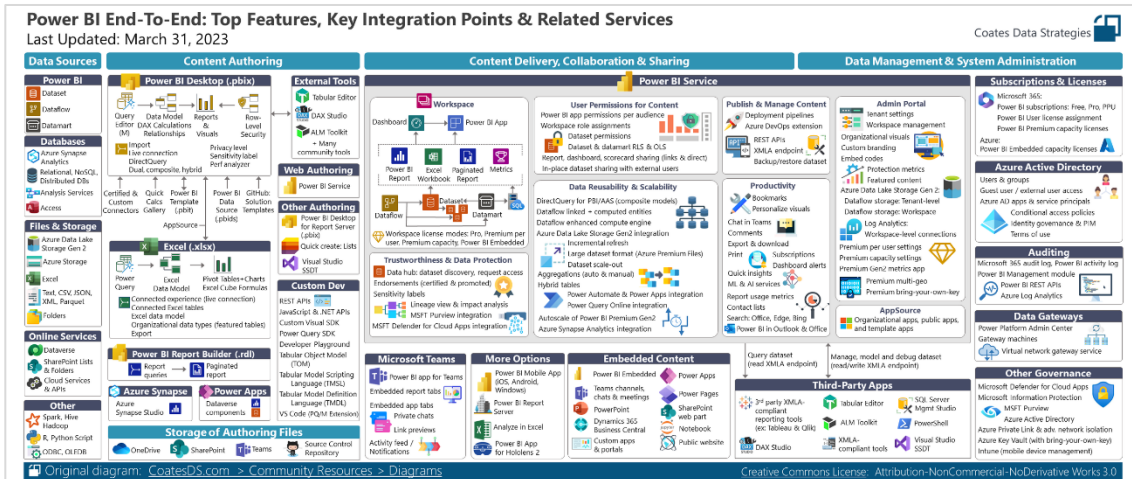 Power BI End-To-End: Top Features, Key Integration Points & Related Services
Last Updated: March 31, 2023
Coates Data Strategies
Data Sources
Power BI
Dataset
Dataflow
Datamart
Databases
Azure Synapse
Analytics
Relational, NoSQL,
Distributed DBs
Analysis Services
Access
Files & Storage
Azure Data Lake
Storage Gen 2
Azure Storage
Excel
Text, CSV, JSON,
XML, Parquet
Folders
Online Services
Dataverse
SharePoint Lists
& Folders
Cloud Services
& APIs
Other
Spark, Hive
Hadoop
R, Python Script
ODBC, OLEDB
Content Authoring
Power BI Desktop (.pbix)
Query
Editor
(M)
Data Model
DAX Calculations
Relationships
Reports
&
Visuals
Row-
Level
Security
Import
Live connection
DirectQuery
Dual, composite, hybrid
Privacy level
Sensitivity label
Perf analyzer
Certified &
Custom
Connectors
Quick
Calcs
Gallery
Power BI
Template
(.pbit)
Power BI
Data
Source
(.pbids)
GitHub:
Solution
Templates
AppSource
Excel (.xlsx)
Power
Query
Excel
Data Model
Pivot Tables+Charts
Excel Cube Formulas
Connected experience (live connection)
Connected Excel tables
Excel data model
Organizational data types (featured tables)
Export
Power BI Report Builder (.rdl)
Report
queries
Paginated
report
Azure Synapse
Azure
Synapse Studio
Power Apps
Dataverse
components
External Tools
Tabular Editor
DAX Studio
ALM Toolkit
+ Many
community tools
Web Authoring
Power BI Service
Other Authoring
Power BI Desktop
for Report Server
(.pbix)
Quick create: Lists
Visual Studio
SSDT
Custom Dev
REST APIs
JavaScript & .NET APIs
Custom Visual SDK
Power Query SDK
Developer Playground
Tabular Object Model
(TOM)
Tabular Model Scripting
Language (TMSL)
Tabular Model Definition
Language (TMDL)
VS Code (PQ/M Extension)
Storage of Authoring Files
OneDrive
SharePoint
Teams
Source Control
Repository
Content Delivery, Collaboration & Sharing
Data Management & System Administration
Power BI Service
Workspace
Dashboard
Power BI App
Power BI
Report
Excel
Workbook
Paginated
Report
Metrics
Dataflow
Dataset
Datamart
SQL
Workspace license modes: Pro, Premium per
user, Premium capacity, Power BI Embedded
Trustworthiness & Data Protection
Data hub: dataset discovery, request access
Endorsements (certified & promoted)
Sensitivity labels
Lineage view & impact analysis
MSFT Purview integration
MSFT Defender for Cloud Apps integration
User Permissions for Content
Power BI app permissions per audience
Workspace role assignments
Dataset permissions
Dataset & datamart RLS & OLS
Report, dashboard, scorecard sharing (links & direct)
In-place dataset sharing with external users
Data Reusability & Scalability
DirectQuery for PBI/AAS (composite models)
Dataflow linked + computed entities
Dataflow enhanced compute engine
Azure Data Lake Storage Gen2 integration
Incremental refresh
Large dataset format (Azure Premium Files)
Dataset scale-out
Aggregations (auto & manual)
Hybrid tables
Power Automate & Power Apps integration
Power Query Online integration
Autoscale of Power BI Premium Gen2
Azure Synapse Analytics integration
Publish & Manage Content
Deployment pipelines
Azure DevOps extension
REST APIs
XMLA endpoint
Backup/restore dataset
Productivity
Bookmarks
Personalize visuals
Chat in Teams
Comments
Export & download
Print
Subscriptions
Dashboard alerts
Quick insights
ML & AI services
Report usage metrics
Contact lists
Search: Office, Edge, Bing
Power BI in Outlook & Office
Admin Portal
Tenant settings
Workspace management
Organizational visuals
Custom branding
Embed codes
Protection metrics
Featured content
Azure Data Lake Storage Gen 2:
Dataflow storage: Tenant-level
Dataflow storage: Workspace
Log Analytics:
Workspace-level connections
Premium per user settings
Premium capacity settings
Premium Gen2 metrics app
Premium multi-geo
Premium bring-your-own-key
AppSource
Organizational apps, public apps,
and template apps
Microsoft Teams
Power BI app for Teams
Embedded report tabs
Embedded app tabs
Private chats
Link previews
Activity feed /
Notifications
More Options
Power BI Mobile App
(iOS, Android,
Windows)
Power BI Report
Server
Analyze in Excel
Power BI App
for Hololens 2
Embedded Content
Power BI Embedded
Teams channels,
chats & meetings
PowerPoint
Dynamics 365
Business Central
Custom apps
& portals
Power Apps
Power Pages
SharePoint
web part
Notebook
Public website
Query dataset
(read XMLA endpoint)
Manage, model and debug dataset
(read/write XMLA endpoint)
Third-Party Apps
3rd party XMLA-
compliant reporting
tools
(ex: Tableau & Qlik)
DAX Studio
Tabular Editor
ALM Toolkit
XMLA-
compliant tools
SQL Server
Mgmt Studio
PowerShell
Visual Studio
SSDT
Subscriptions & Licenses
Microsoft 365:
Power BI subscriptions: Free, Pro, PPU
Power BI User license assignment
Power BI Premium capacity licenses
Azure:
Power BI Embedded capacity licenses
Azure Active Directory
Users & groups
Guest user / external user access
Azure AD apps & service principals
Conditional access policies
Identity governance & PIM
Terms of use
Auditing
Microsoft 365 audit log, Power BI activity log
Power BI Management module
Power BI REST APIs
Azure Log Analytics
Data Gateways
Power Platform Admin Center
Gateway machines
Virtual network gateway service
Other Governance
Microsoft Defender for Cloud Apps
Microsoft Information Protection
MSFT Purview
Azure Active Directory
Azure Private Link & adv. network isolation
Azure Key Vault (with bring-your-own-key)
Intune (mobile device management)
Original diagram: CoatesDS.com > Community Resources > Diagrams
Creative Commons License: Attribution-NonCommercial-NoDerivative Works 3.0